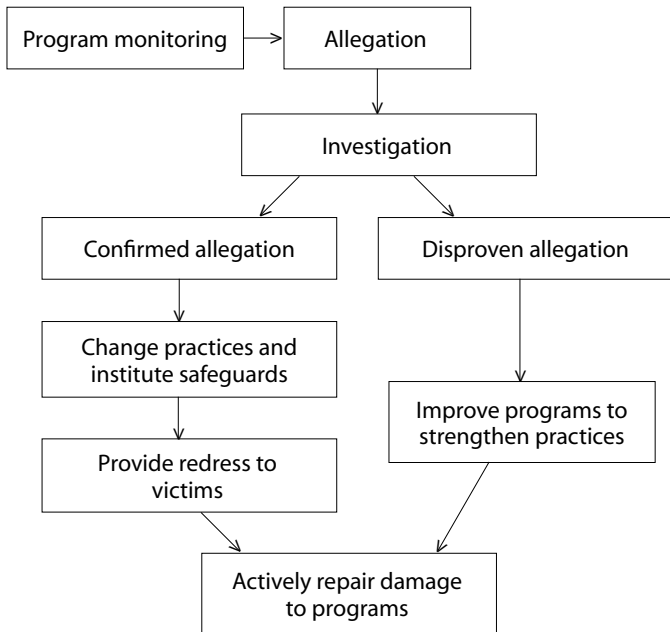 Program monitoring
Allegation
Investigation
Confirmed allegation
Disproven allegation
Change practices and
institute safeguards
Improve programs to
strengthen practices
Provide redress to
victims
Actively repair damage
to programs